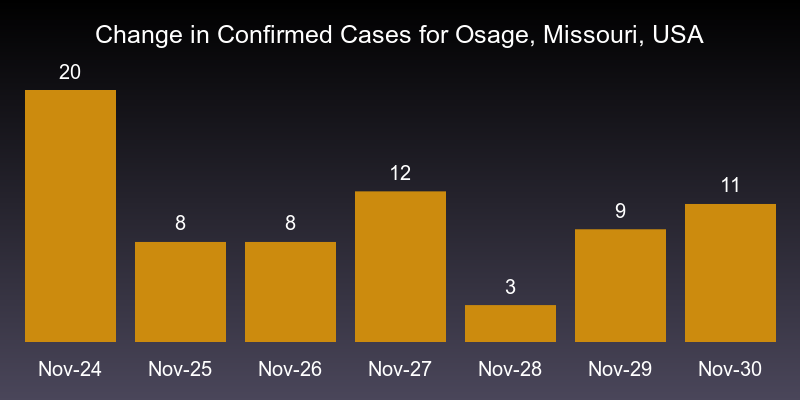 Change in Confirmed Cases for Osage, Missouri, USA
20
8
8
12
3
9
11
Nov-24
Nov-25
Nov-26
Nov-27
Nov-28
Nov-29
Nov-30